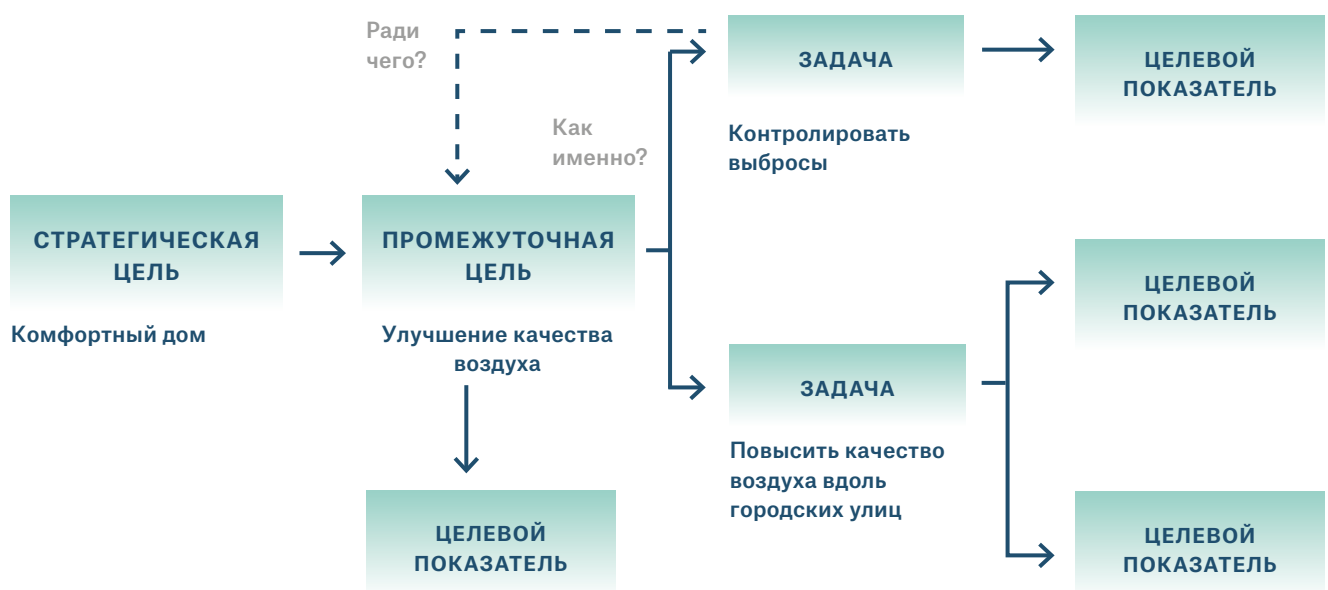 Ради
чего?
ЗАДАЧА
ЦЕЛЕВОЙ
ПОКАЗАТЕЛЬ
Как
именно?
Контролировать
выбросы
СТРАТЕГИЧЕСКАЯ
ЦЕЛЬ
ПРОМЕЖУТОЧНАЯ
ЦЕЛЬ
ЦЕЛЕВОЙ
ПОКАЗАТЕЛЬ
Комфортный дом
Улучшение качества
воздуха
ЗАДАЧА
Повысить качество
воздуха вдоль
городских улиц
ЦЕЛЕВОЙ
ПОКАЗАТЕЛЬ
ЦЕЛЕВОЙ
ПОКАЗАТЕЛЬ